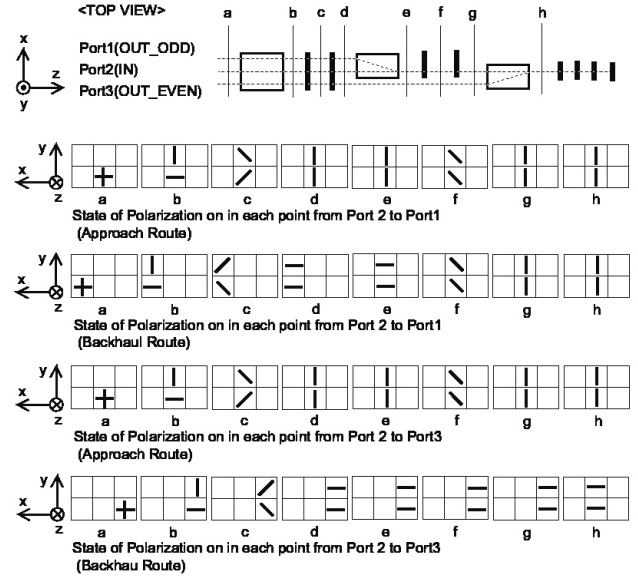 <TOP VIEW>
a b c d e f g h
x
Port1(OUT_ODD)
z Port2(IN)
y Port3(OUT_EVEN)
y
x
z a b c d e f g h
State of Polarization on in each point from Port 2 to Port1
(Approach Route)
y
x
z a b c d e f g h
State of Polarization on in each point from Port 2 to Port1
(Backhaul Route)
y
x
z a b c d e f g h
State of Polarization on in each point from Port 2 to Port3
(Approach Route)
y
x
z a b c d e f g h
State of Polarization on in each point from Port 2 to Port3
(Backhau Route)